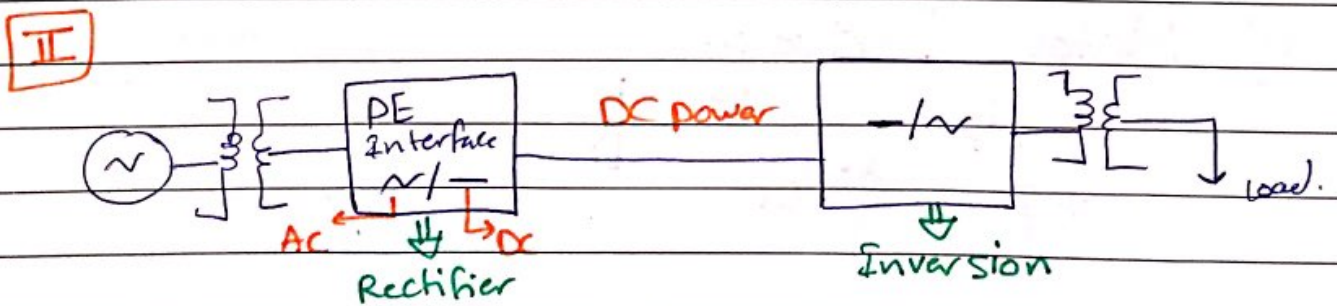 II
PE
Interface
~/—
DC power
—/~
~
AC
DC
Rectifier
Inversion
load.